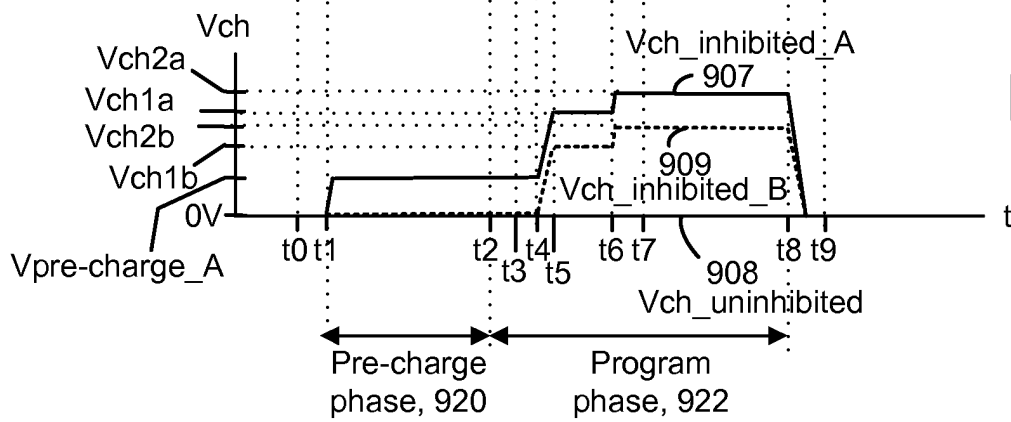 Vch
Vch_inhibited_A
Vch2a
907
Vch1a
Vch2b
909
Vch1b
Vch_inhibited_B
0V
t
t0 t1 t2 t3 t4 t5 t6 t7 t8 t9
Vpre-charge_A
908
Vch_uninhibited
Pre-charge
phase, 920
Program
phase, 922